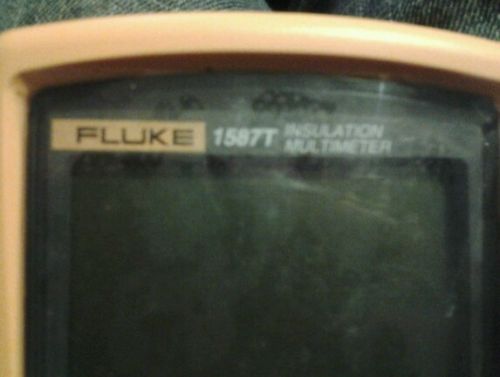 FLUKE 1587T INSULATION
MULTIMETER